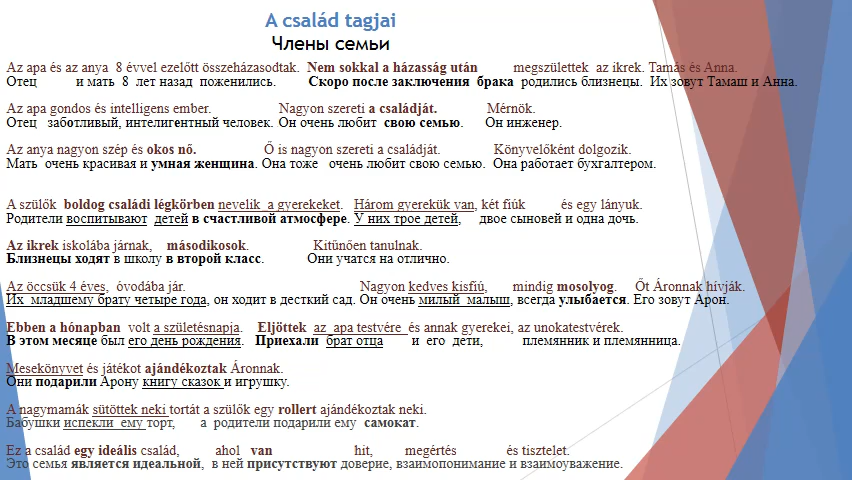 A család tagjai
Члены семьи
Az apa és az anya 8 évvel ezelőtt összeházasodtak. Nem sokkal a házasság után megszülettek az ikrek. Tamás és Anna.
Отец и мать 8 лет назад поженились. Скоро после заключения брака родились близнецы. Их зовут Тамаш и Анна.
Az apa gondos és intelligens ember. Nagyon szereti a családját. Mérnök.
Отец заботливый, интелигентный человек. Он очень любит свою семью. Он инженер.
Az anya nagyon szép és okos nő. Ő is nagyon szereti a családját. Könyvelőként dolgozik.
Мать очень красивая и умная женщина. Она тоже очень любит свою семью. Она работает бухгалтером.
A szülők boldog családi légkörben nevelik a gyerekeket. Három gyerekük van, két fiúk és egy lányuk.
Родители воспитывают детей в счастливой атмосфере. У них трое детей, двое сыновей и одна дочь.
Az ikrek iskolába járnak, másodikosok. Kitünően tanulnak.
Близнецы ходят в школу в второй класс. Они учатся на отлично.
Az öccsük 4 éves, óvodába jár. Nagyon kedves kisfiú, mindig mosolyog. Őt Áronnak hívják.
Их младшему брату четыре года, он ходит в десткий сад. Он очень милый малыш, всегда улыбается. Его зовут Арон.
Ebben a hónapban volt a születésnapja. Eljöttek az apa testvére és annak gyerekei, az unokatestvérek.
В этом месяце был его день рождения. Приехали брат отца и его дети, племянник и племянница.
Mesekönyvet és játékot ajándékoztak Áronnak.
Они подарили Арону книгу сказок и игрушку.
A nagymamák sütöttek neki tortát a szülők egy rollert ajándékoztak neki.
Бабушки испекли ему торт, а родители подарили ему самокат.
Ez a család egy ideális család, ahol van hit, megértés és tisztelet.
Это семья является идеальной, в ней присутствуют доверие, взаимопонимание и взаимоуважение.